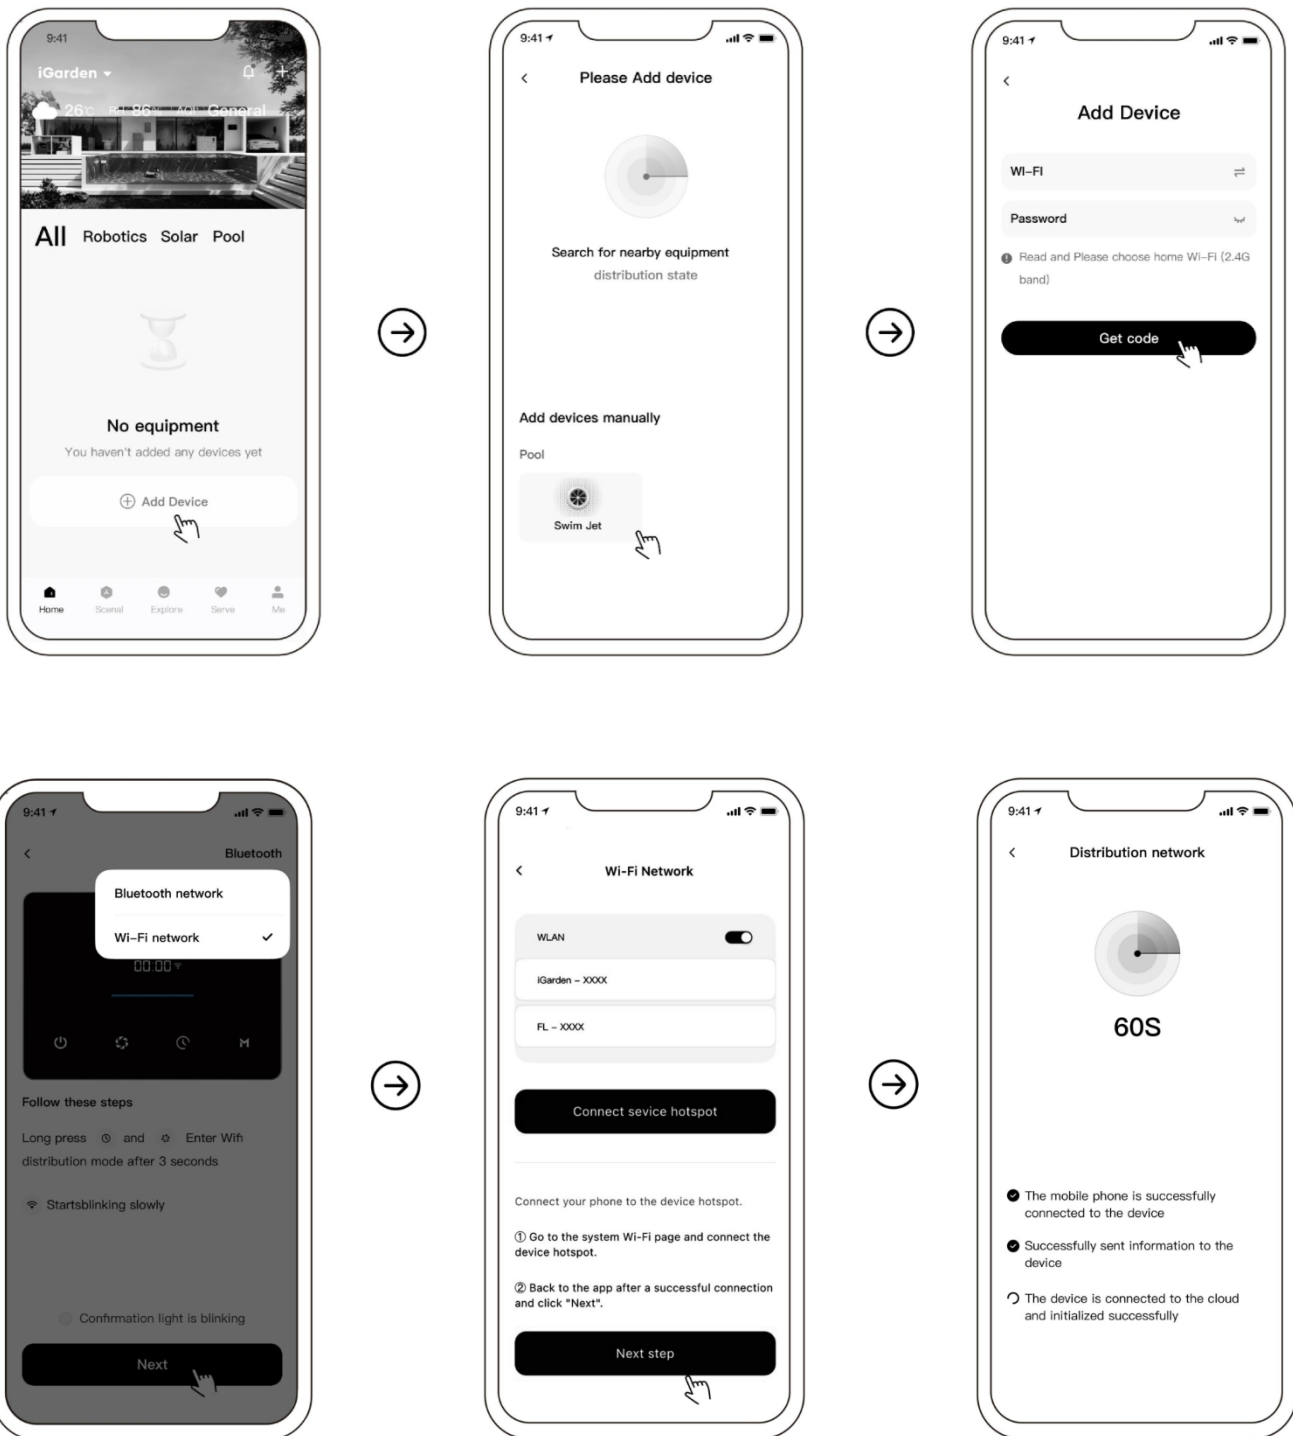 9:41
iGarden
26℃ RH 86% AQI General
All Robotics Solar Pool
No equipment
You haven't added any devices yet
Add Device
Home Scenal Explore Serve Me
9:41
Please Add device
Search for nearby equipment
distribution state
Add devices manually
Pool
Swim Jet
9:41
Add Device
WI-FI
Password
Read and Please choose home Wi-Fi (2.4G
band)
Get code
9:41
Bluetooth
Bluetooth network
Wi-Fi network
00:00
M
Follow these steps
Long press and Enter Wifi
distribution mode after 3 seconds
Startsblinking slowly
Confirmation light is blinking
Next
9:41
Wi-Fi Network
WLAN
iGarden - XXXX
FL - XXXX
Connect sevice hotspot
Connect your phone to the device hotspot.
① Go to the system Wi-Fi page and connect the
device hotspot.
② Back to the app after a successful connection
and click "Next".
Next step
9:41
Distribution network
60S
The mobile phone is successfully
connected to the device
Successfully sent information to the
device
The device is connected to the cloud
and initialized successfully